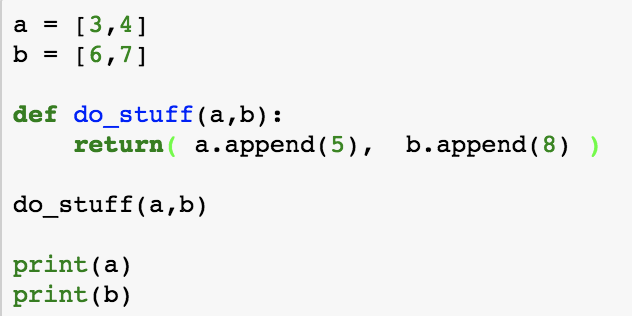 a = [3,4]
b = [6,7]
def do_stuff(a,b):
    return( a.append(5),  b.append(8) )
do_stuff(a,b)
print(a)
print(b)